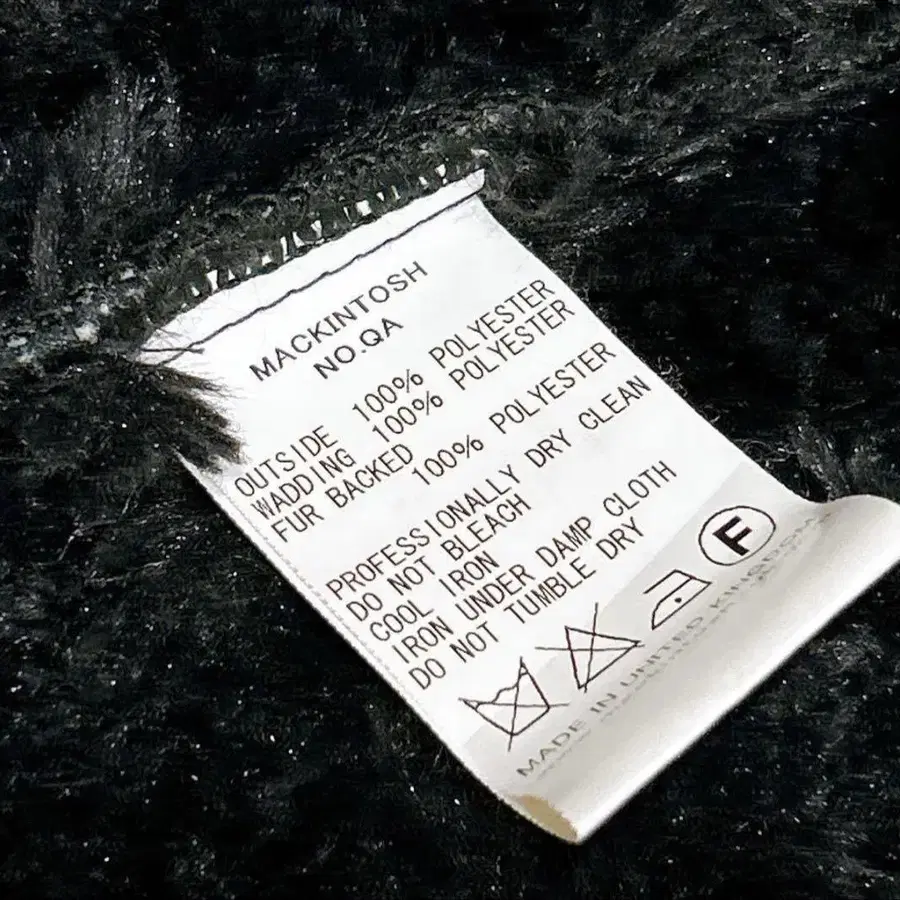 MACKINTOSH
NO.QA
OUTSIDE 100% POLYESTER
WADDING 100% POLYESTER
FUR BACKED
100% POLYESTER
PROFESSIONALLY DRY CLEAN
DO NOT BLEACH
COOL IRON
IRON UNDER DAMP CLOTH
DO NOT TUMBLE DRY
F
MADE IN UNITED KINGDOM